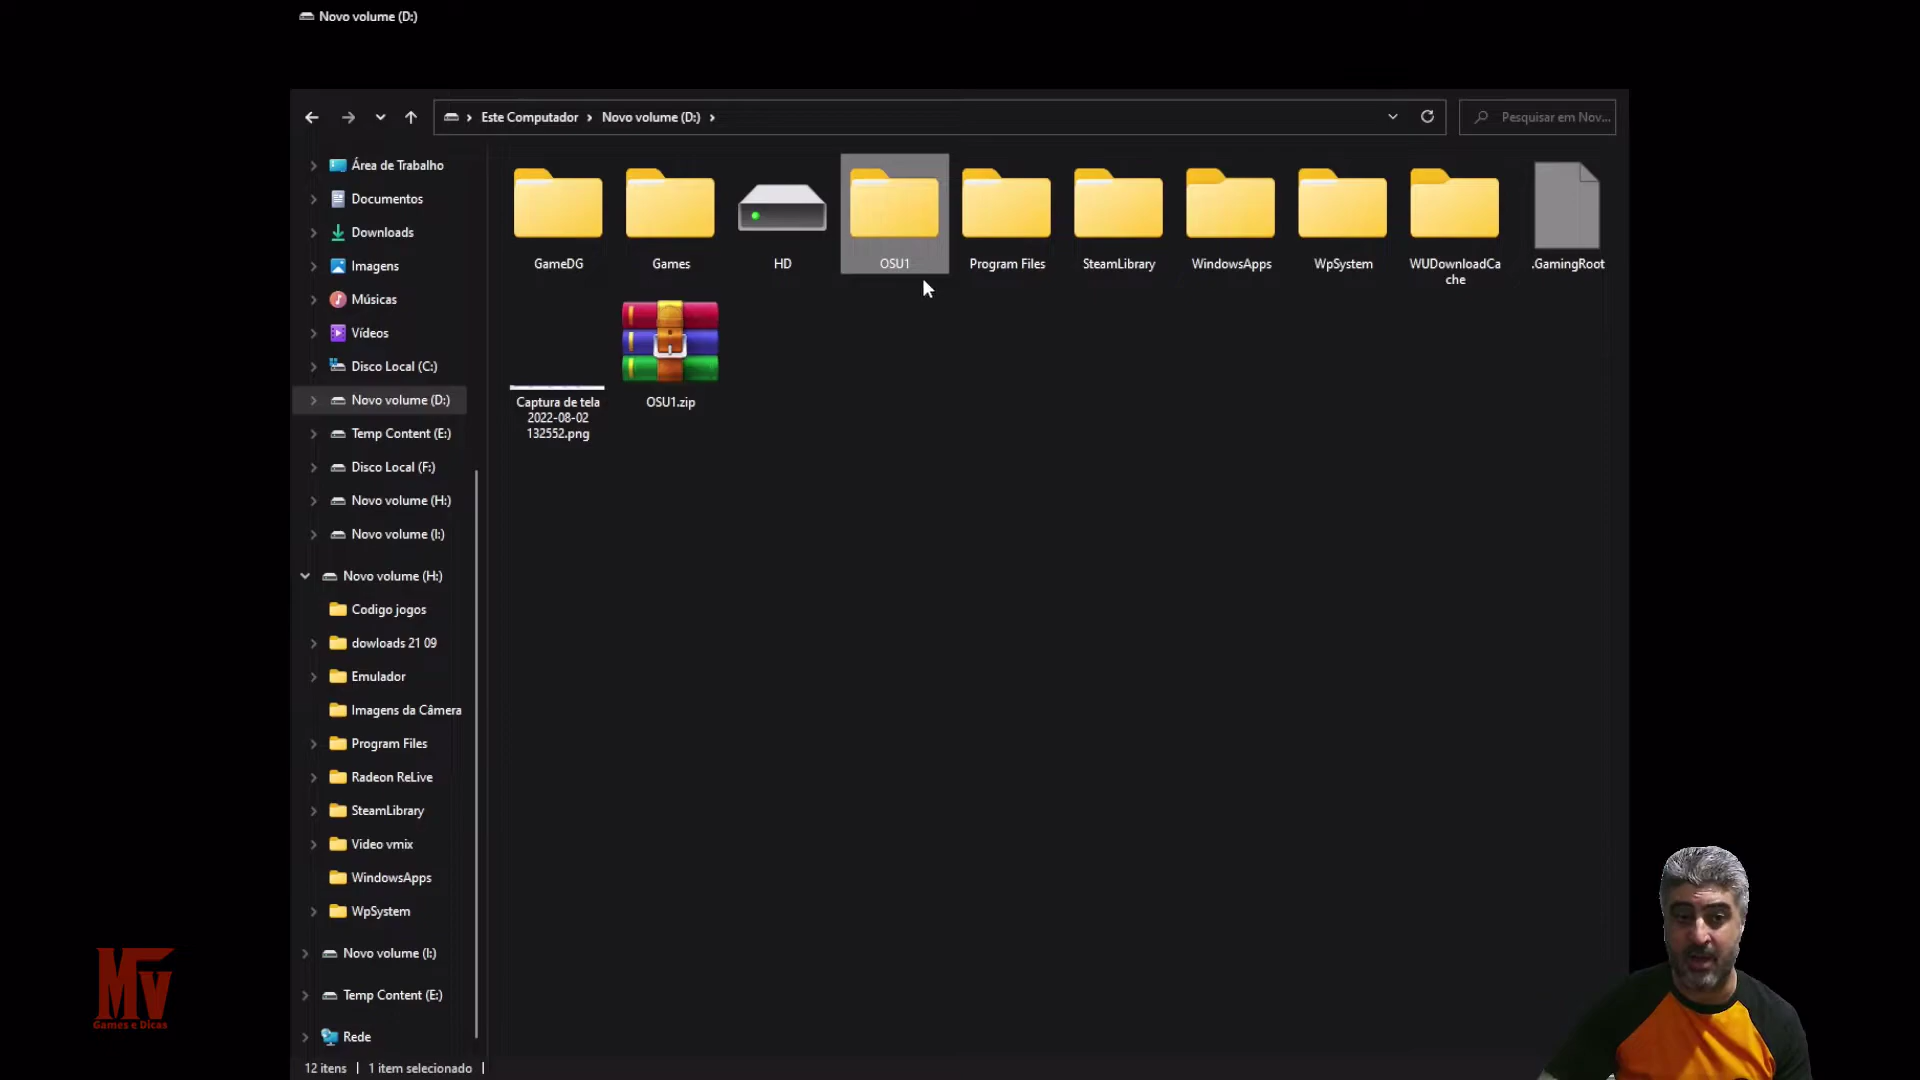 Novo volume (D:)
Este Computador > Novo volume (D:) >
Pesquisar em Nov...
Área de Trabalho
Documentos
Downloads
Imagens
Músicas
Vídeos
Disco Local (C:)
Novo volume (D:)
Temp Content (E:)
Disco Local (F:)
Novo volume (H:)
Novo volume (I:)
Novo volume (H:)
Codigo jogos
dowloads 21 09
Emulador
Imagens da Câmera
Program Files
Radeon ReLive
SteamLibrary
Video vmix
WindowsApps
WpSystem
Novo volume (I:)
Temp Content (E:)
Rede
GameDG
Games
HD
OSU1
Program Files
SteamLibrary
WindowsApps
WpSystem
WUDownloadCa
che
.GamingRoot
Captura de tela
2022-08-02
132552.png
OSU1.zip
12 itens | 1 item selecionado |
MV
Games e Dicas